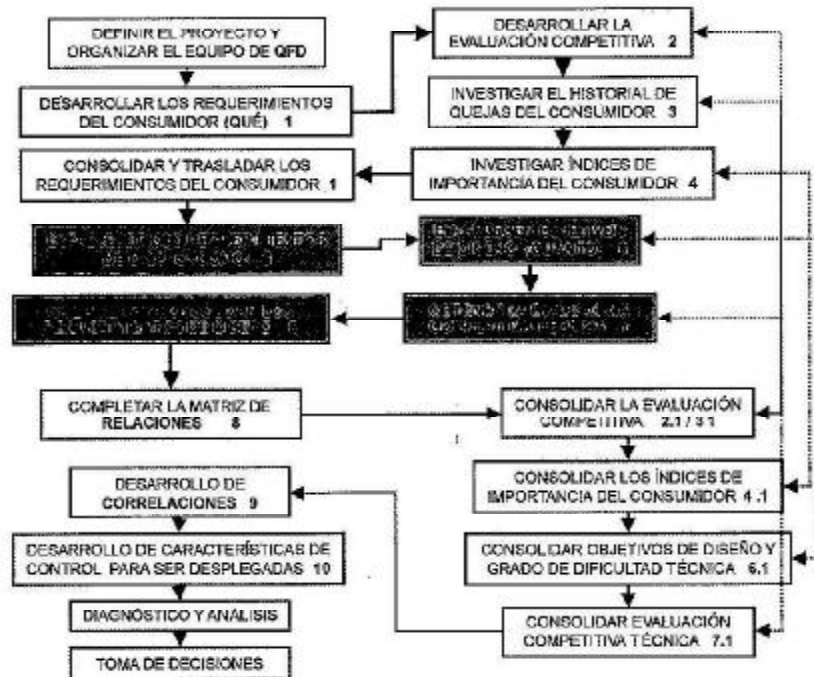 DEFINIR EL PROYECTO Y
ORGANIZAR EL EQUIPO DE QFD
DESARROLLAR LA
EVALUACIÓN COMPETITIVA 2
DESARROLLAR LOS REQUERIMIENTOS
DEL CONSUMIDOR (QUÉ) 1
INVESTIGAR EL HISTORIAL DE
QUEJAS DEL CONSUMIDOR 3
CONSOLIDAR Y TRASLADAR LOS
REQUERIMIENTOS DEL CONSUMIDOR 1
INVESTIGAR ÍNDICES DE
IMPORTANCIA DEL CONSUMIDOR 4
COMPLETAR LA MATRIZ DE
RELACIONES 8
CONSOLIDAR LA EVALUACIÓN
COMPETITIVA 2.1 / 3 1
DESARROLLO DE
CORRELACIONES 9
CONSOLIDAR LOS ÍNDICES DE
IMPORTANCIA DEL CONSUMIDOR 4.1
DESARROLLO DE CARACTERÍSTICAS DE
CONTROL PARA SER DESPLEGADAS 10
CONSOLIDAR OBJETIVOS DE DISEÑO Y
GRADO DE DIFICULTAD TÉCNICA 6.1
DIAGNÓSTICO Y ANÁLISIS
CONSOLIDAR EVALUACIÓN
COMPETITIVA TÉCNICA 7.1
TOMA DE DECISIONES